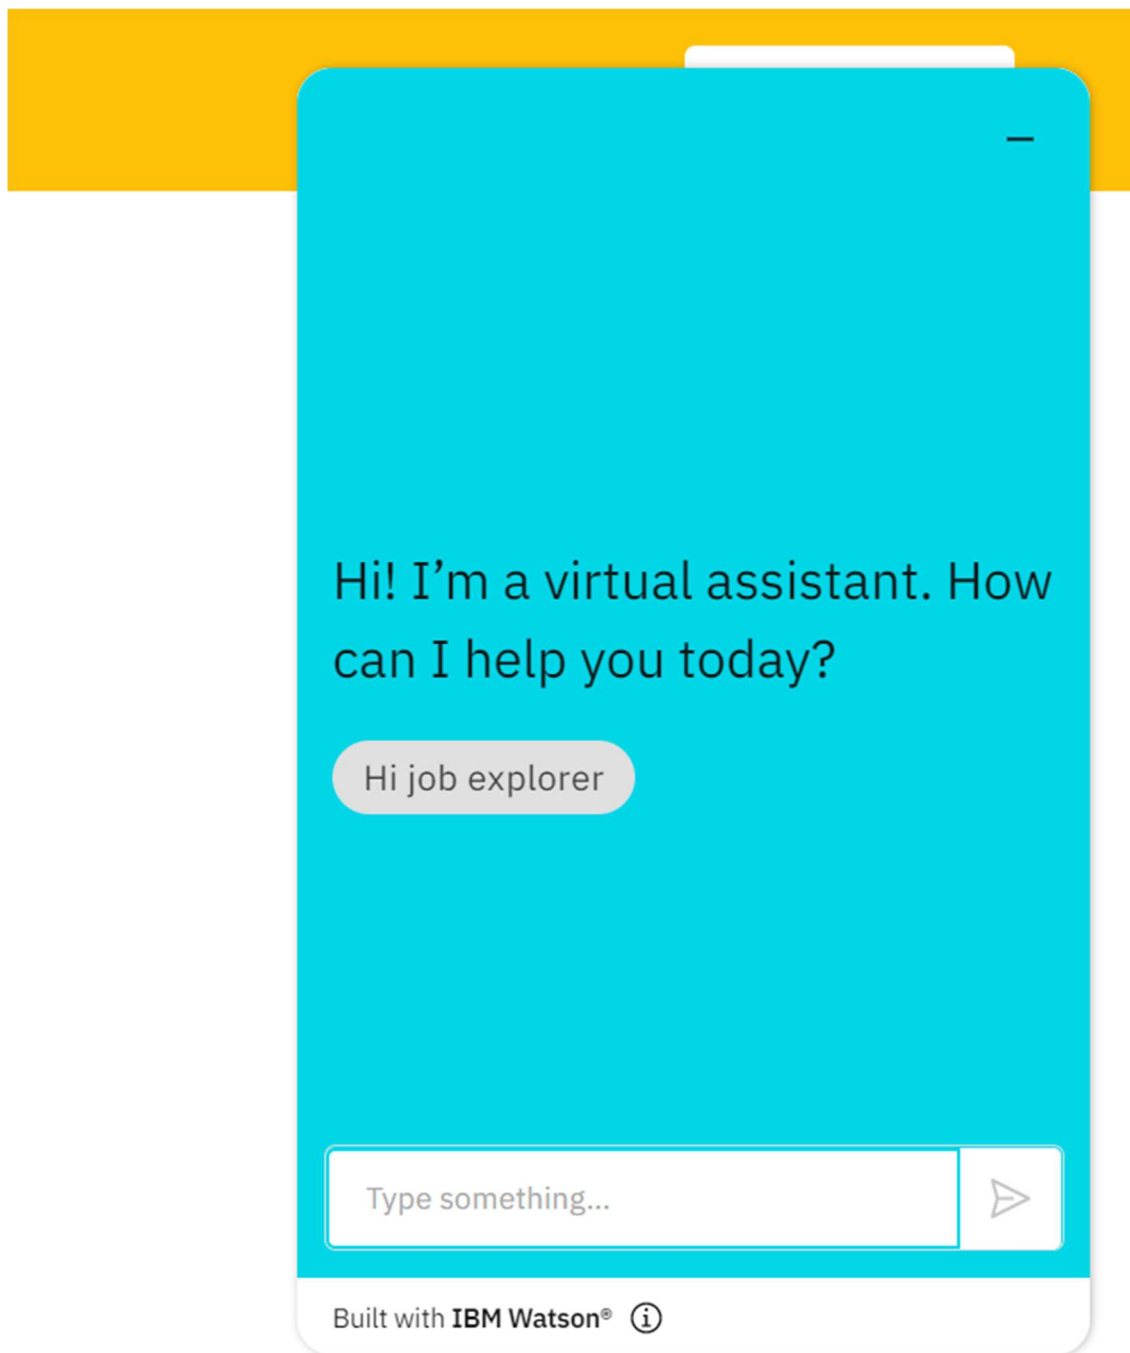 Hi! I’m a virtual assistant. How
can I help you today?
Hi job explorer
Type something...
Built with IBM Watson®